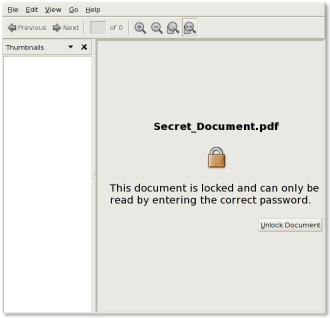 File Edit View Go Help
Previous Next of 0
Thumbnails
Secret_Document.pdf
This document is locked and can only be
read by entering the correct password.
Unlock Document